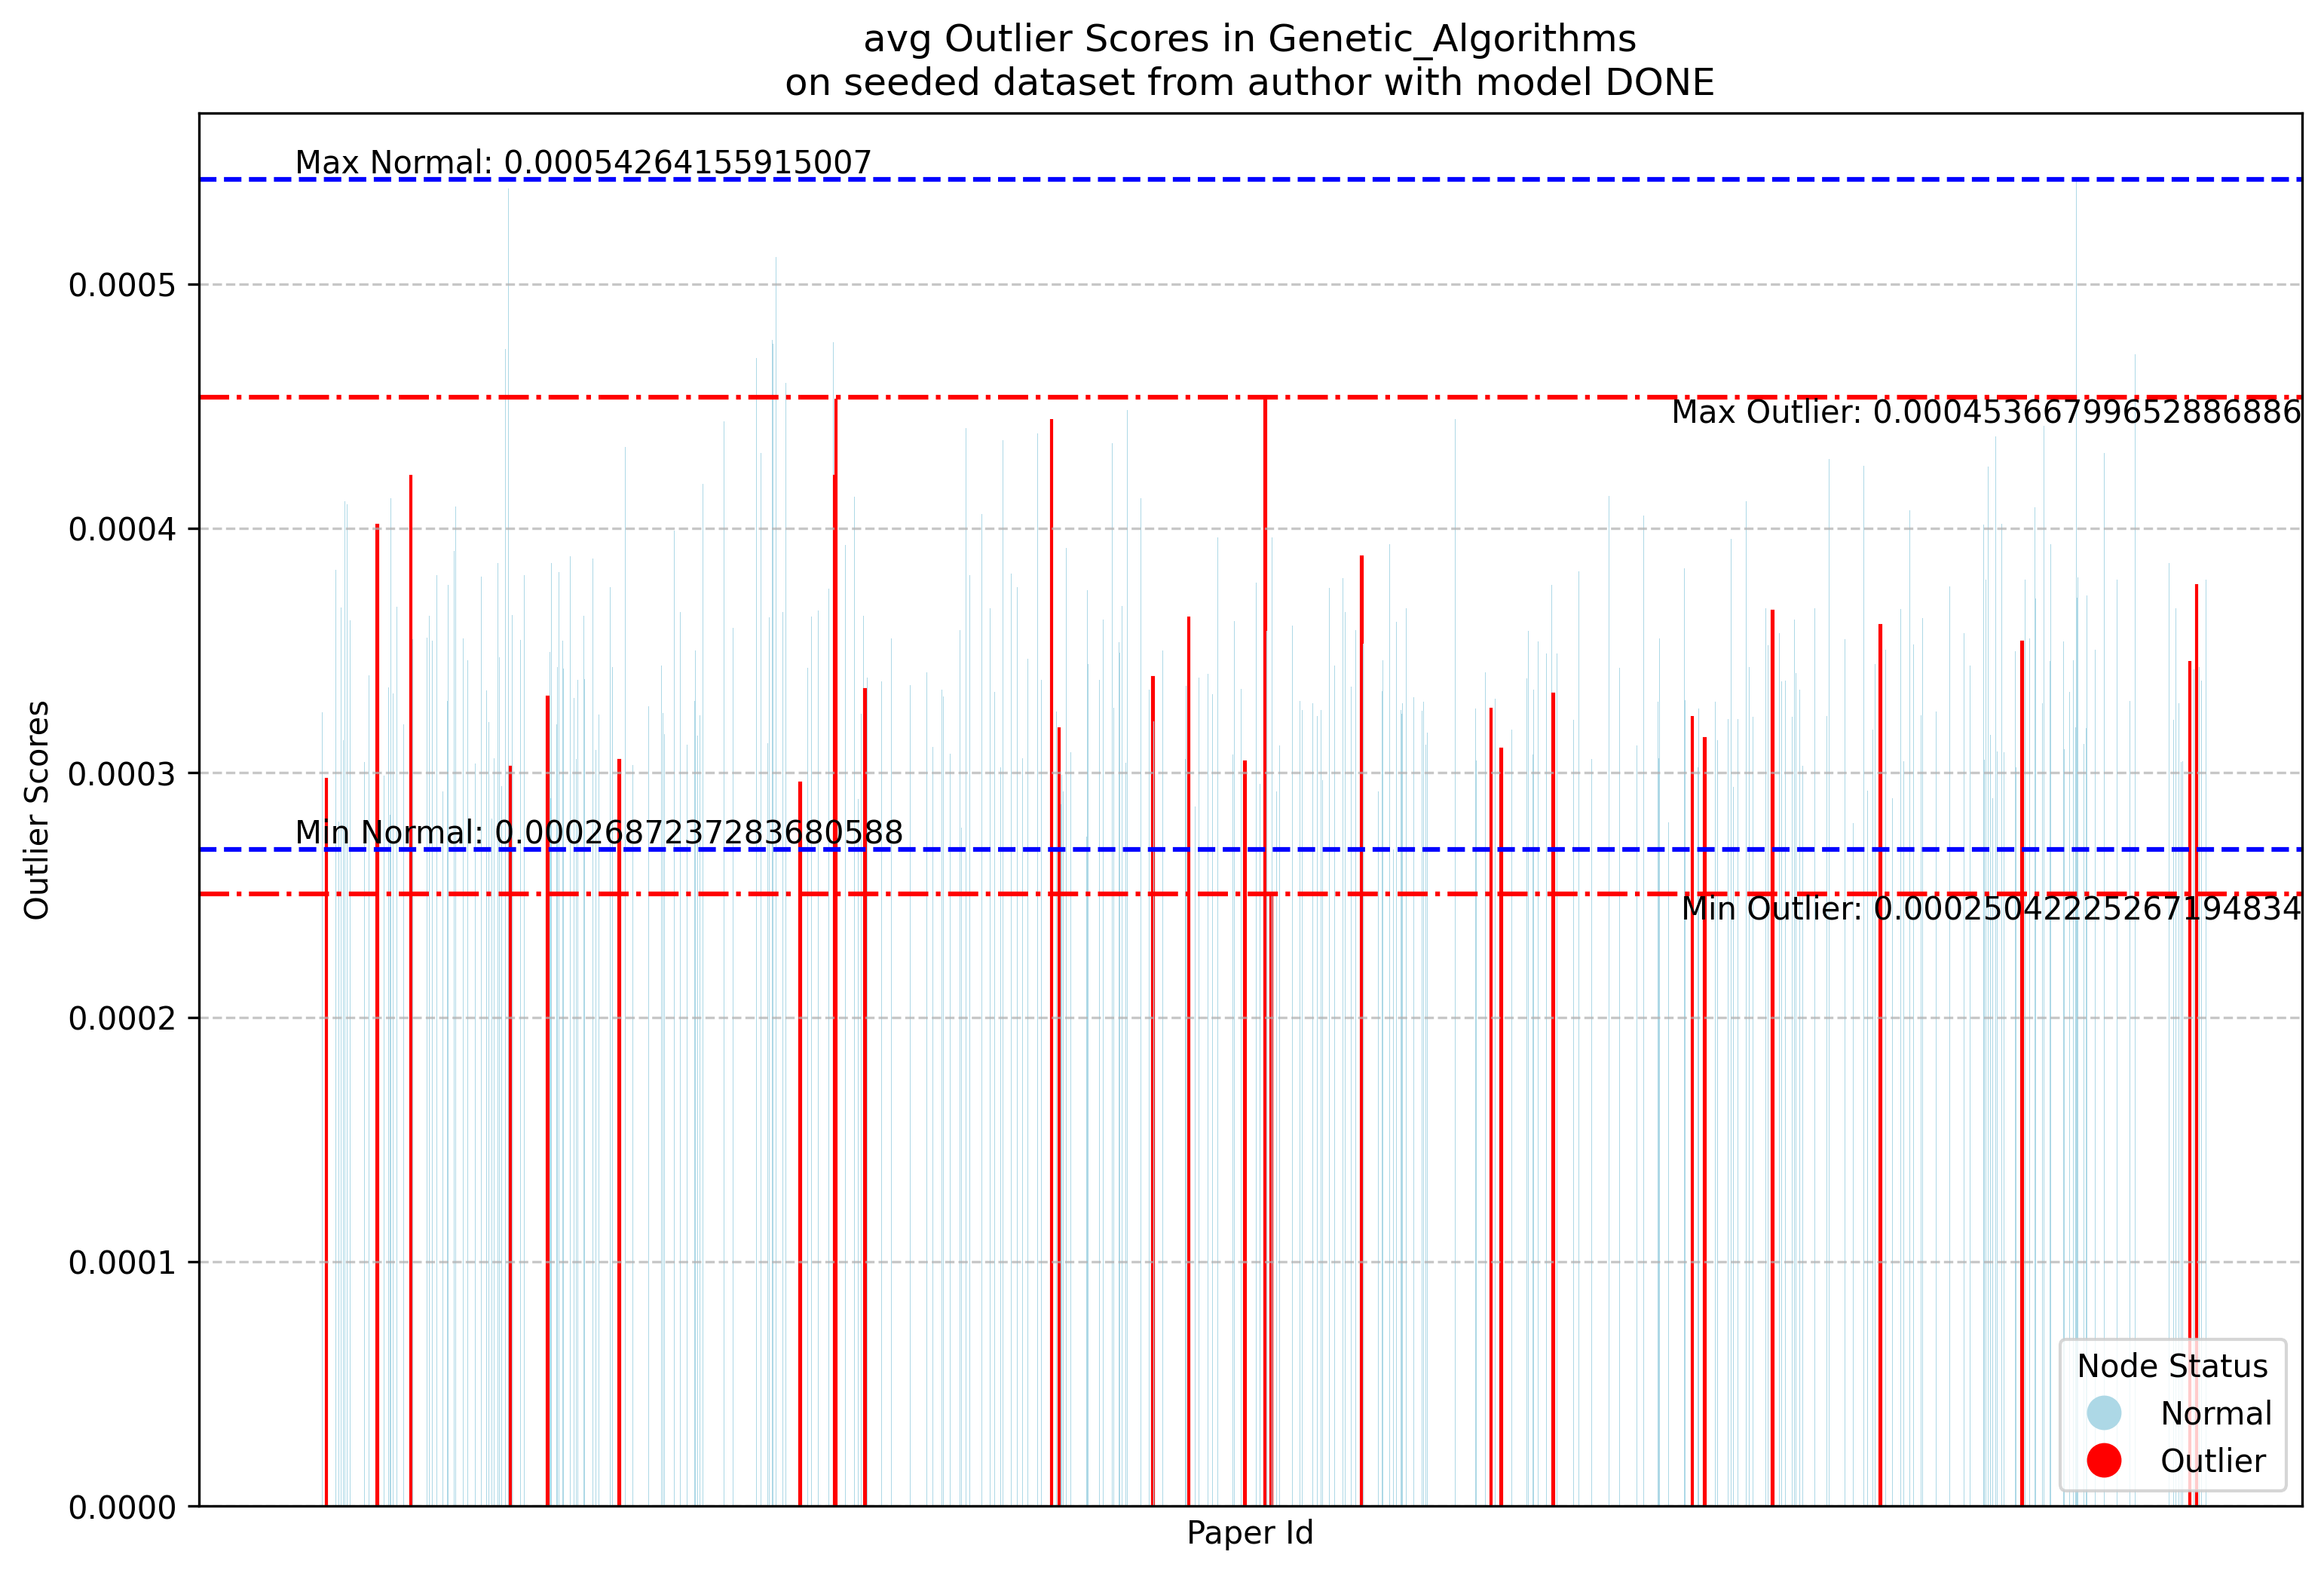 avg Outlier Scores in Genetic_Algorithms
on seeded dataset from author with model DONE
Max Normal: 0.00054264155915007
0.0005
Max Outlier: 0.00045366799652886886
0.0004
Outlier Scores
0.0003
Min Normal: 0.0002687237283680588
Min Outlier: 0.00025042225267194834
0.0002
0.0001
Node Status
Normal
Outlier
0.0000
Paper Id